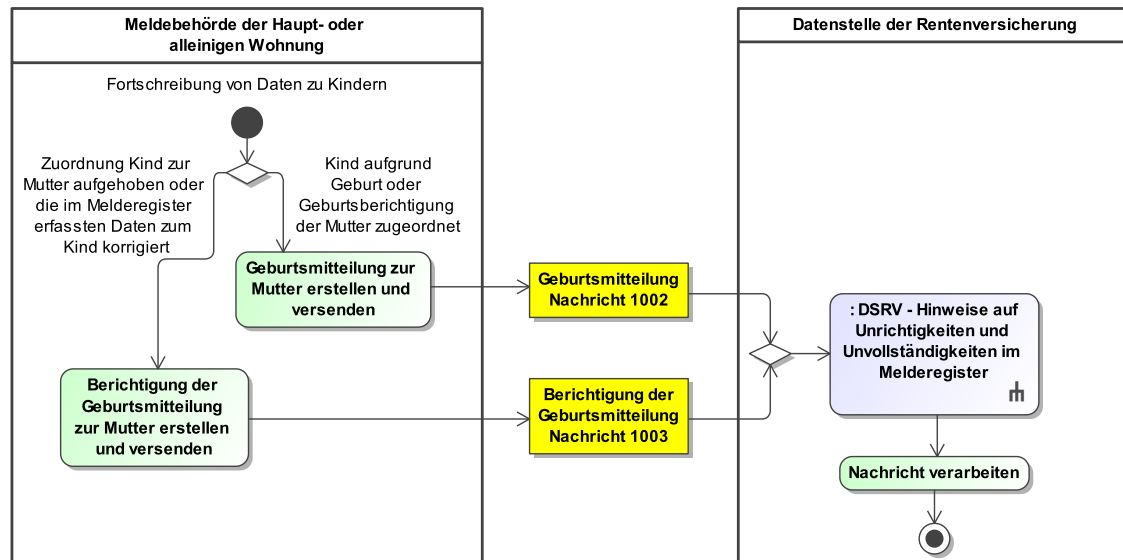 Meldebehörde der Haupt- oder
alleinigen Wohnung
Fortschreibung von Daten zu Kindern
Zuordnung Kind zur
Mutter aufgehoben oder
die im Melderegister
erfassten Daten zum
Kind korrigiert
Kind aufgrund
Geburt oder
Geburtsberichtigung
der Mutter zugeordnet
Geburtsmitteilung zur
Mutter erstellen und
versenden
Berichtigung der
Geburtsmitteilung
zur Mutter erstellen
und versenden
Geburtsmitteilung
Nachricht 1002
Berichtigung der
Geburtsmitteilung
Nachricht 1003
Datenstelle der Rentenversicherung
: DSRV - Hinweise auf
Unrichtigkeiten und
Unvollständigkeiten im
Melderegister
Nachricht verarbeiten